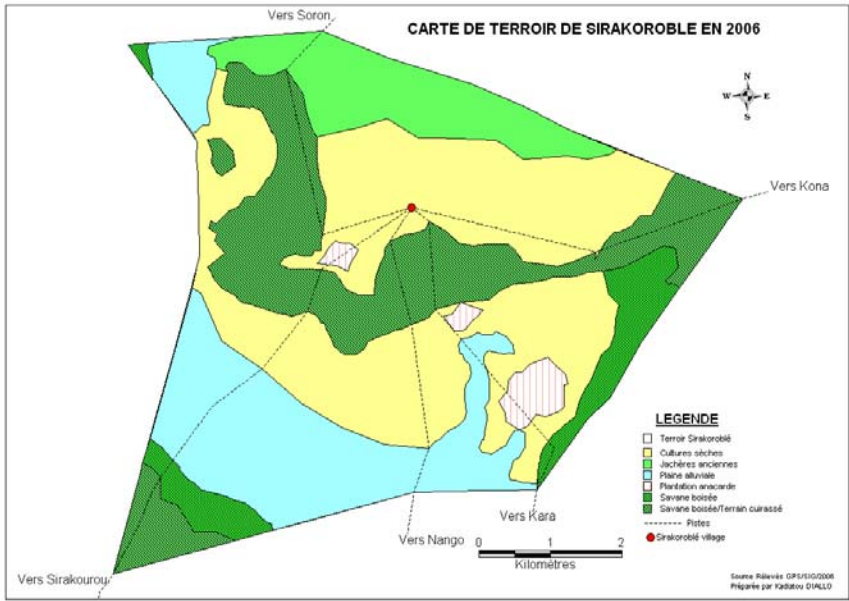 Vers Soron
CARTE DE TERROIR DE SIRAKOROBLE EN 2006
N
W E
S
Vers Kona
LEGENDE
Terroir Sirakoroblé
Cultures sèches
Jachères anciennes
Plaine alluviale
Plantation anacarde
Savane boisée
Savane boisée/Terrain cuirassé
Pistes
Sirakoroblé village
Vers Kara
Vers Nango
0 1 2
Kilomètres
Vers Sirakourou
Source Rélevés GPS/SIG/2006
Préparée par Kadiatou DIALLO